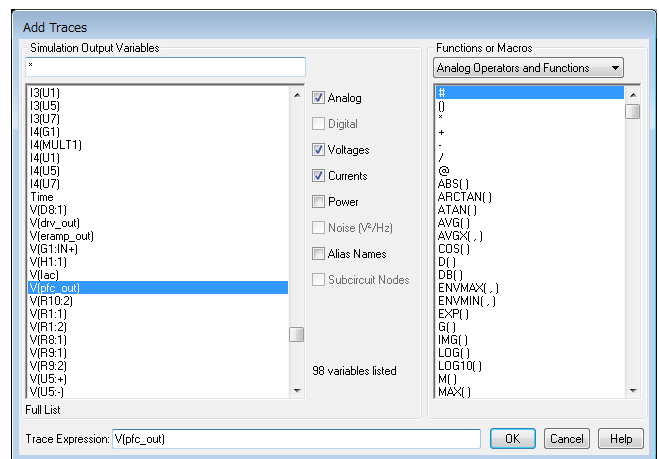 Add Traces
Simulation Output Variables
*
I3(U1)
I3(U5)
I3(U7)
I4(G1)
I4(MULT1)
I4(U1)
I4(U5)
I4(U7)
Time
V(D8:1)
V(drv_out)
V(eramp_out)
V(G1:IN+)
V(H1:1)
V(Iac)
V(pfc_out)
V(R10:2)
V(R1:1)
V(R1:2)
V(R8:1)
V(R9:1)
V(R9:2)
V(U5:+)
V(U5:-)
Full List
Analog
Digital
Voltages
Currents
Power
Noise (V²/Hz)
Alias Names
Subcircuit Nodes
98 variables listed
Functions or Macros
Analog Operators and Functions
#
()
*
+
-
/
@
ABS( )
ARCTAN( )
ATAN( )
AVG( )
AVGX( , )
COS( )
D( )
DB( )
ENVMAX( , )
ENVMIN( , )
EXP( )
G( )
IMG( )
LOG( )
LOG10( )
M( )
MAX( )
Trace Expression: V(pfc_out)
OK
Cancel
Help